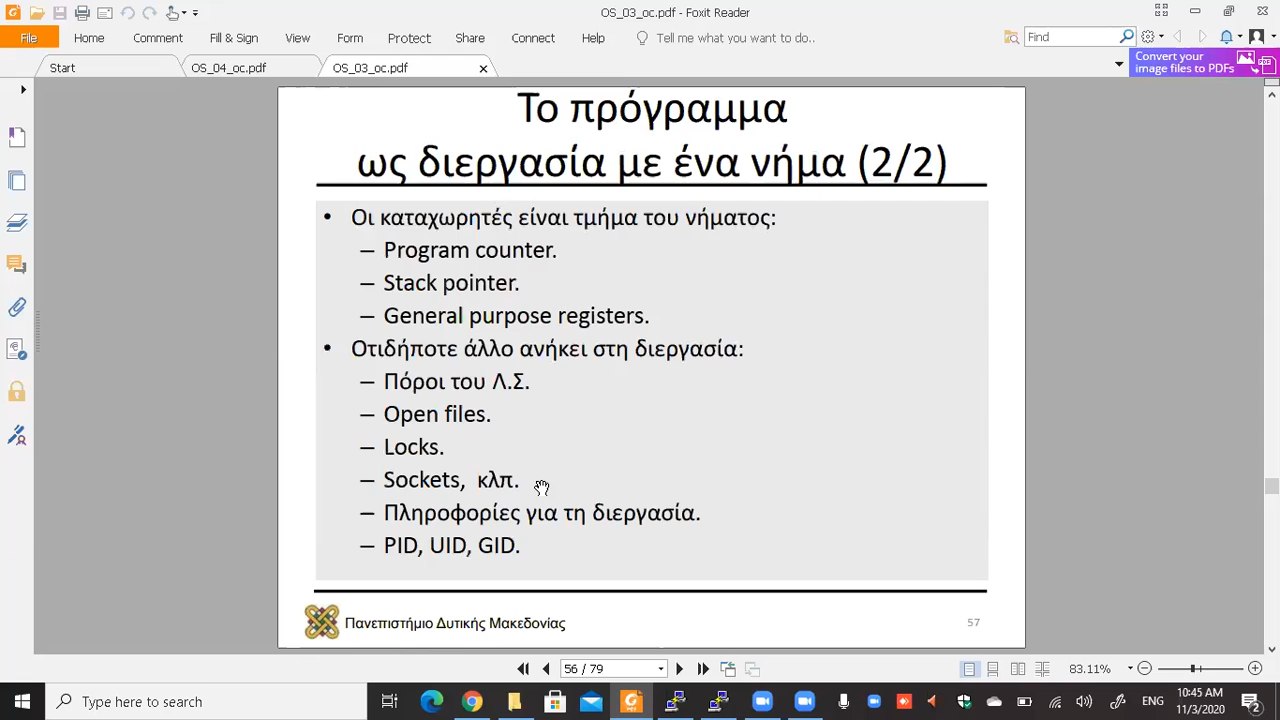 OS_03_oc.pdf - Foxit Reader
File Home Comment Fill & Sign View Form Protect Share Connect Help Tell me what you want to do.. Find
Start OS_04_oc.pdf OS_03_oc.pdf
Convert your
image files to PDFs
Το πρόγραμμα
ως διεργασία με ένα νήμα (2/2)
• Οι καταχωρητές είναι τμήμα του νήματος:
– Program counter.
– Stack pointer.
– General purpose registers.
• Οτιδήποτε άλλο ανήκει στη διεργασία:
– Πόροι του Λ.Σ.
– Open files.
– Locks.
– Sockets, κλπ.
– Πληροφορίες για τη διεργασία.
– PID, UID, GID.
Πανεπιστήμιο Δυτικής Μακεδονίας 57
56 / 79 83.11%
Type here to search ENG 10:45 AM
11/3/2020